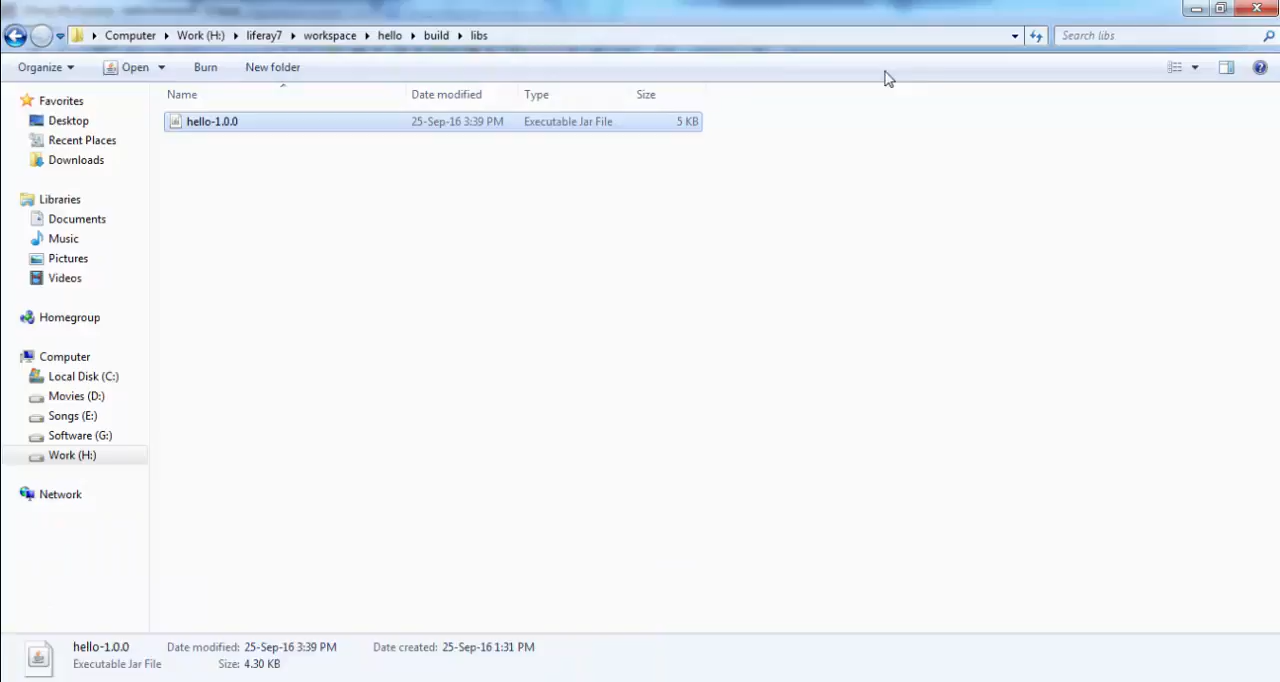 Computer Work (H:) liferay7 workspace hello build libs
Search libs
Organize Open Burn New folder
Favorites
Desktop
Recent Places
Downloads
Libraries
Documents
Music
Pictures
Videos
Homegroup
Computer
Local Disk (C:)
Movies (D:)
Songs (E:)
Software (G:)
Work (H:)
Network
Name Date modified Type Size
hello-1.0.0 25-Sep-16 3:39 PM Executable Jar File 5 KB
hello-1.0.0 Date modified: 25-Sep-16 3:39 PM Date created: 25-Sep-16 1:31 PM
Executable Jar File Size: 4.30 KB